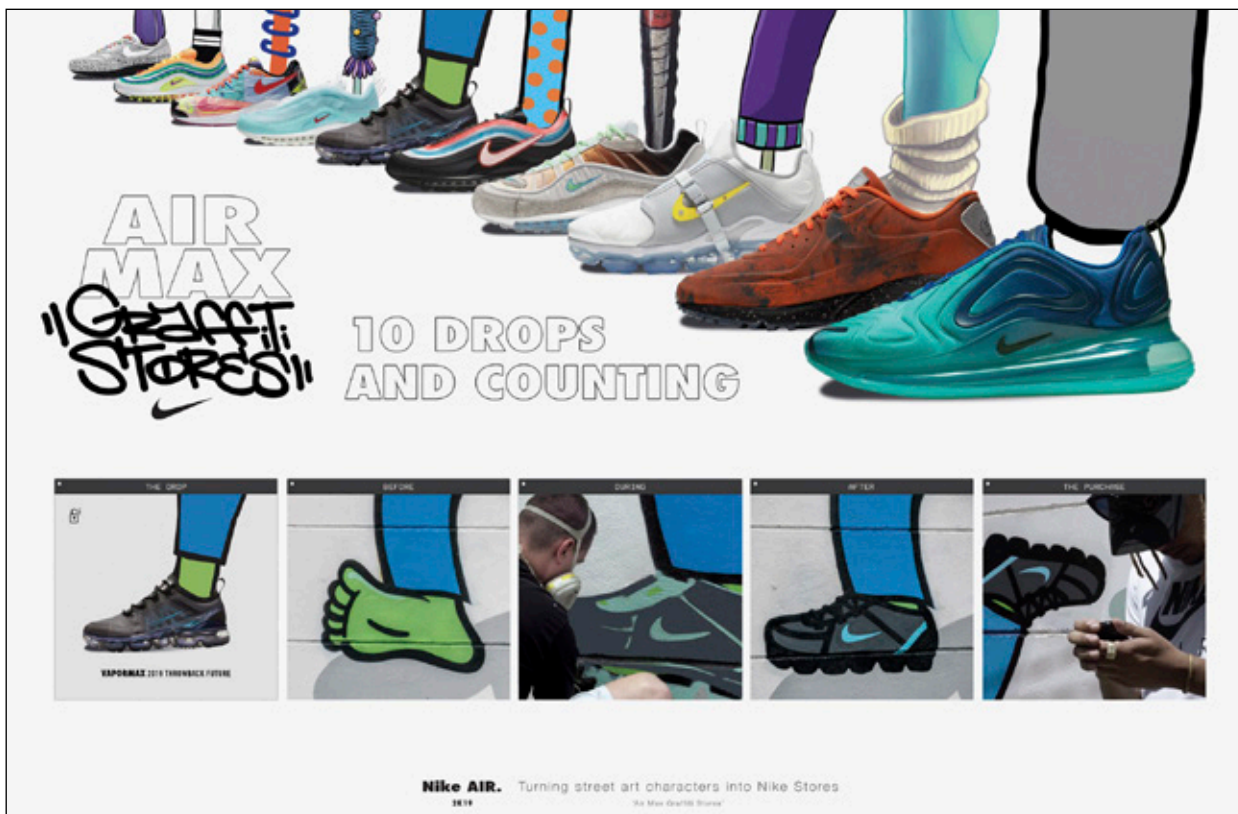 AIR
MAX
"GRAFFiTi
STORES"
10 DROPS
AND COUNTING
THE DROP
BEFORE
DURING
AFTER
THE PURCHASE
VAPORMAX 2019 THROWBACK FUTURE
Nike AIR. Turning street art characters into Nike Stores
2K19 'Air Max Graffiti Stores'